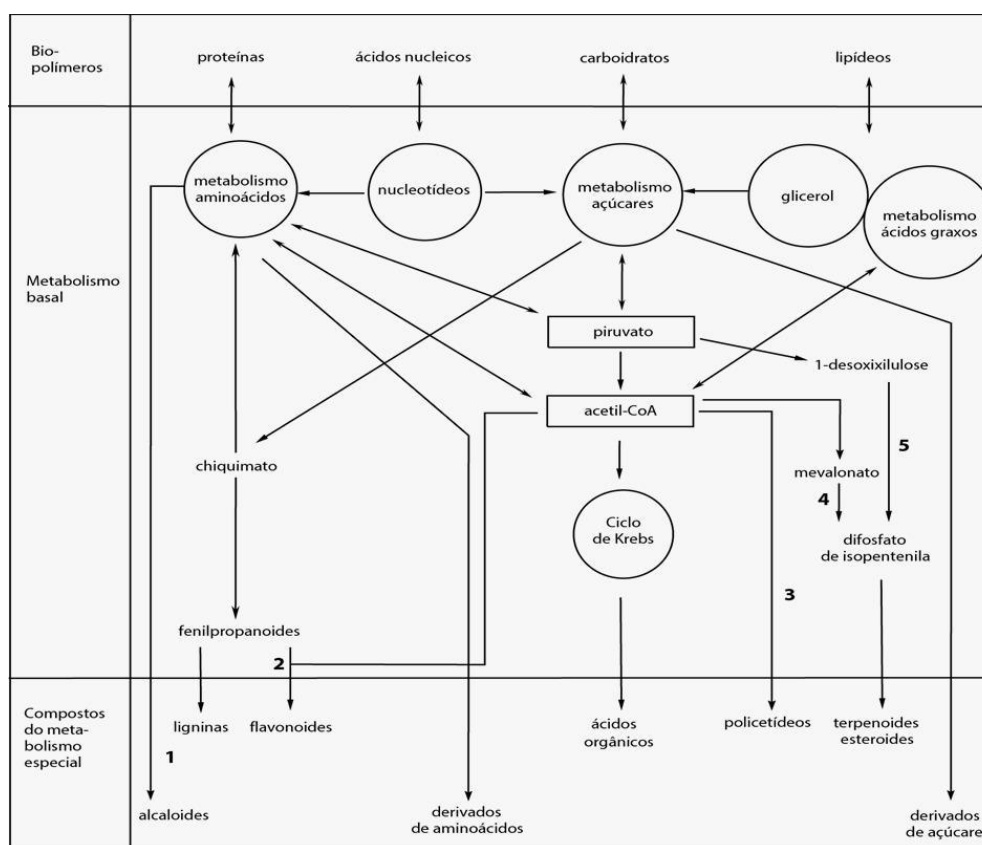 Bio-
polímeros
proteínas
ácidos nucleicos
carboidratos
lipídeos
Metabolismo
basal
metabolismo
aminoácidos
nucleotídeos
metabolismo
açúcares
glicerol
metabolismo
ácidos graxos
piruvato
1-desoxixilulose
acetil-CoA
5
chiquimato
mevalonato
4
Ciclo
de Krebs
difosfato
de isopentenila
3
fenilpropanoides
2
Compostos
do meta-
bolismo
especial
ligninas
flavonoides
ácidos
orgânicos
policetídeos
terpenoides
esteroides
1
alcaloides
derivados
de aminoácidos
derivados
de açúcare